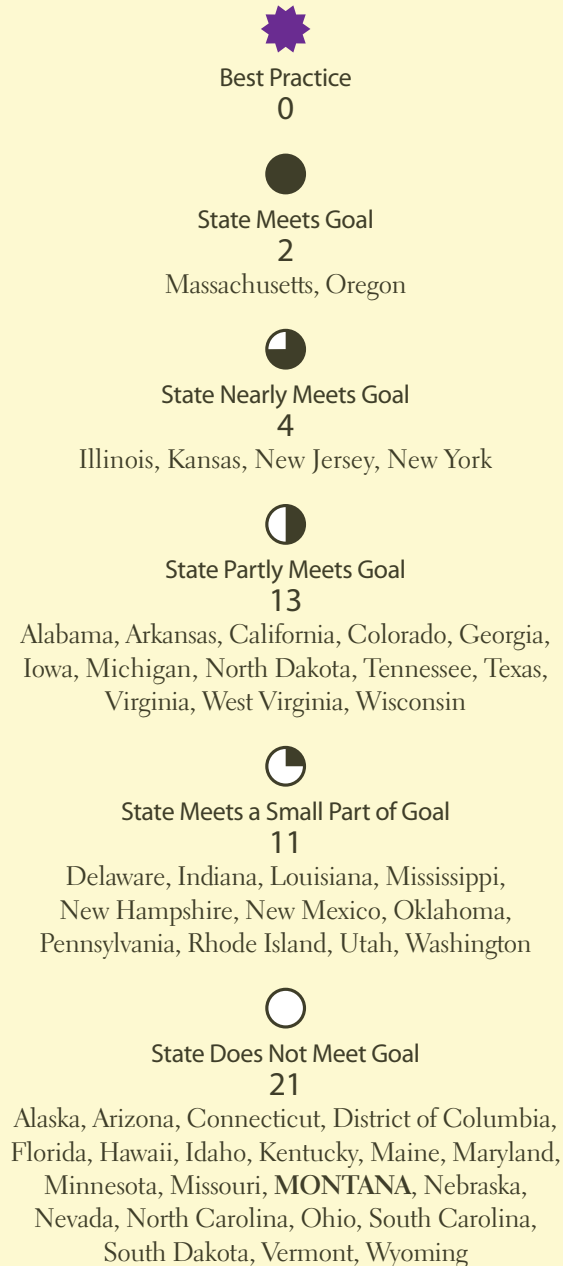 Best Practice
0
State Meets Goal
2
Massachusetts, Oregon
State Nearly Meets Goal
4
Illinois, Kansas, New Jersey, New York
State Partly Meets Goal
13
Alabama, Arkansas, California, Colorado, Georgia,
Iowa, Michigan, North Dakota, Tennessee, Texas,
Virginia, West Virginia, Wisconsin
State Meets a Small Part of Goal
11
Delaware, Indiana, Louisiana, Mississippi,
New Hampshire, New Mexico, Oklahoma,
Pennsylvania, Rhode Island, Utah, Washington
State Does Not Meet Goal
21
Alaska, Arizona, Connecticut, District of Columbia,
Florida, Hawaii, Idaho, Kentucky, Maine, Maryland,
Minnesota, Missouri, MONTANA, Nebraska,
Nevada, North Carolina, Ohio, South Carolina,
South Dakota, Vermont, Wyoming